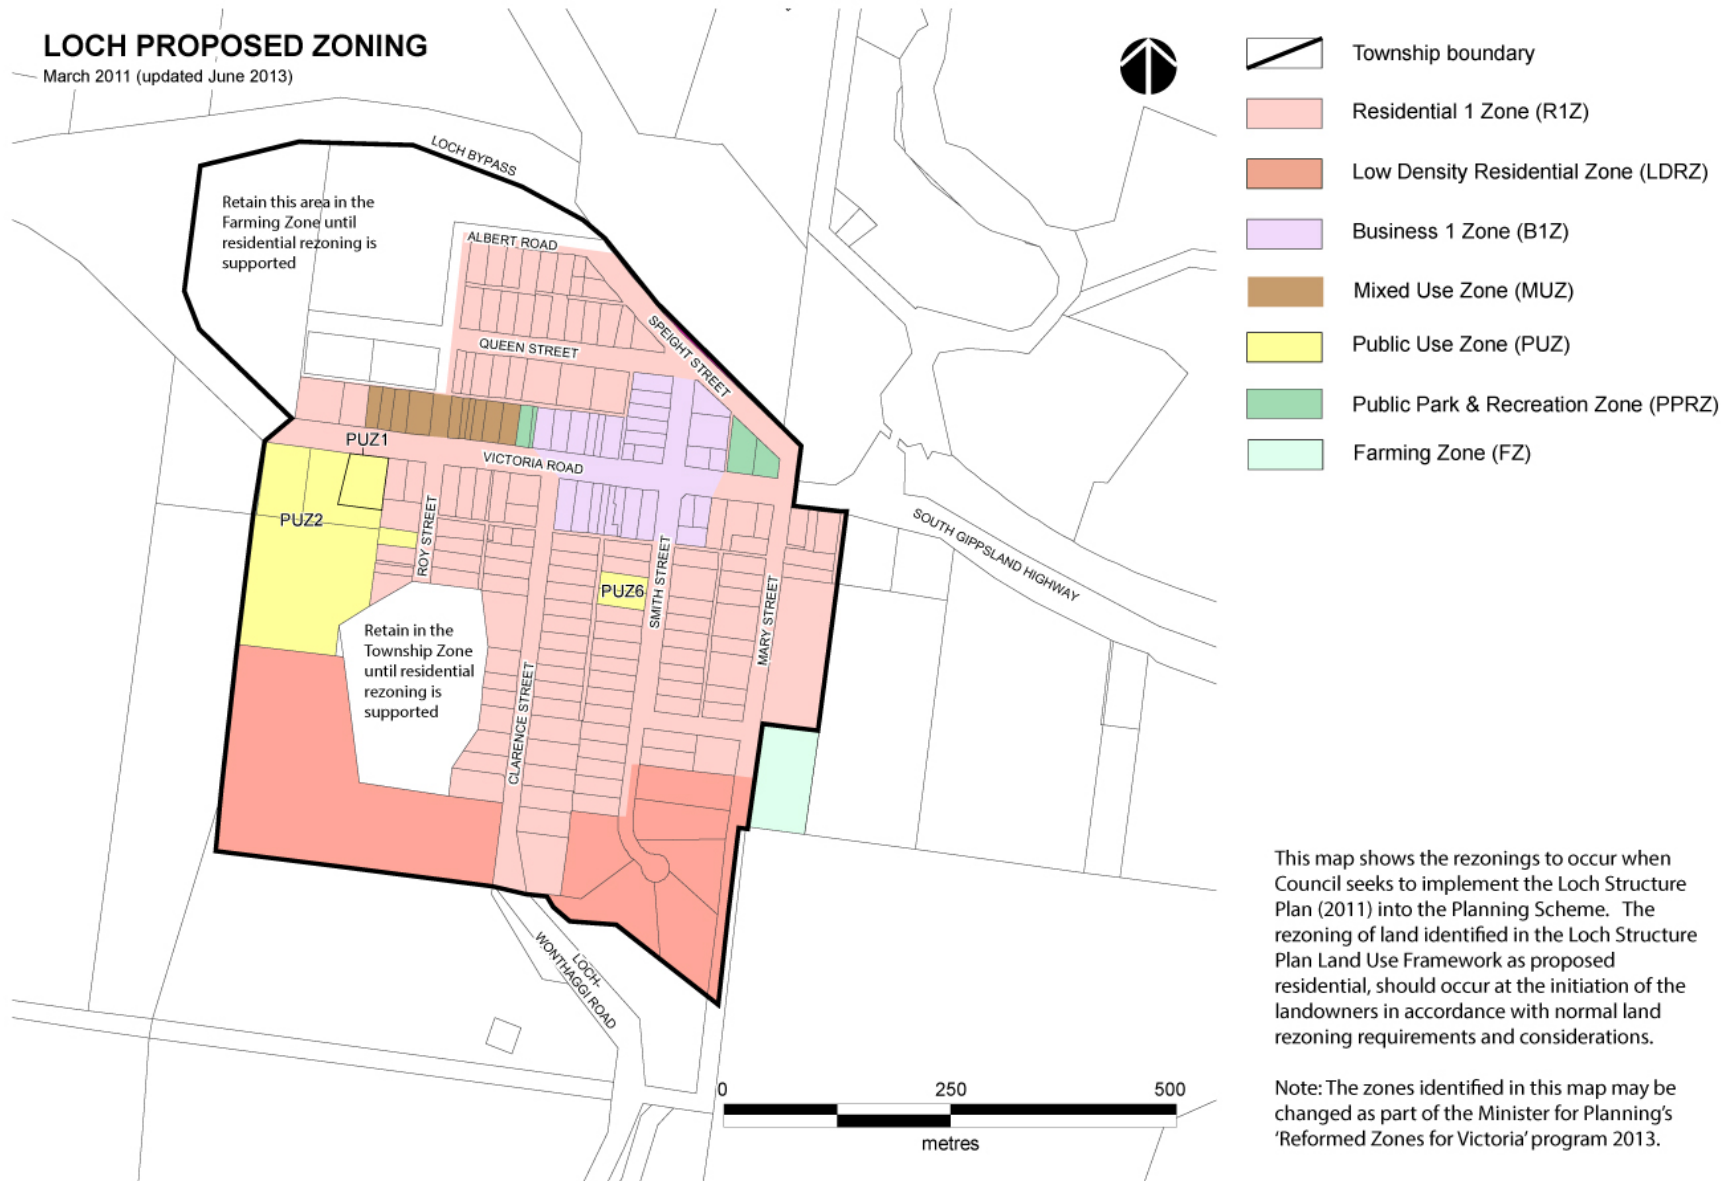 LOCH PROPOSED ZONING
March 2011 (updated June 2013)
LOCH BYPASS
Retain this area in the
Farming Zone until
residential rezoning is
supported
ALBERT ROAD
SPEIGHT STREET
QUEEN STREET
PUZ1
VICTORIA ROAD
PUZ2
ROY STREET
PUZ6
SMITH STREET
MARY STREET
SOUTH GIPPSLAND HIGHWAY
Retain in the
Township Zone
until residential
rezoning is
supported
CLARENCE STREET
LOCH-
WONTHAGGI ROAD
0 250 500
metres
Township boundary
Residential 1 Zone (R1Z)
Low Density Residential Zone (LDRZ)
Business 1 Zone (B1Z)
Mixed Use Zone (MUZ)
Public Use Zone (PUZ)
Public Park & Recreation Zone (PPRZ)
Farming Zone (FZ)
This map shows the rezonings to occur when
Council seeks to implement the Loch Structure
Plan (2011) into the Planning Scheme. The
rezoning of land identified in the Loch Structure
Plan Land Use Framework as proposed
residential, should occur at the initiation of the
landowners in accordance with normal land
rezoning requirements and considerations.
Note: The zones identified in this map may be
changed as part of the Minister for Planning's
'Reformed Zones for Victoria' program 2013.